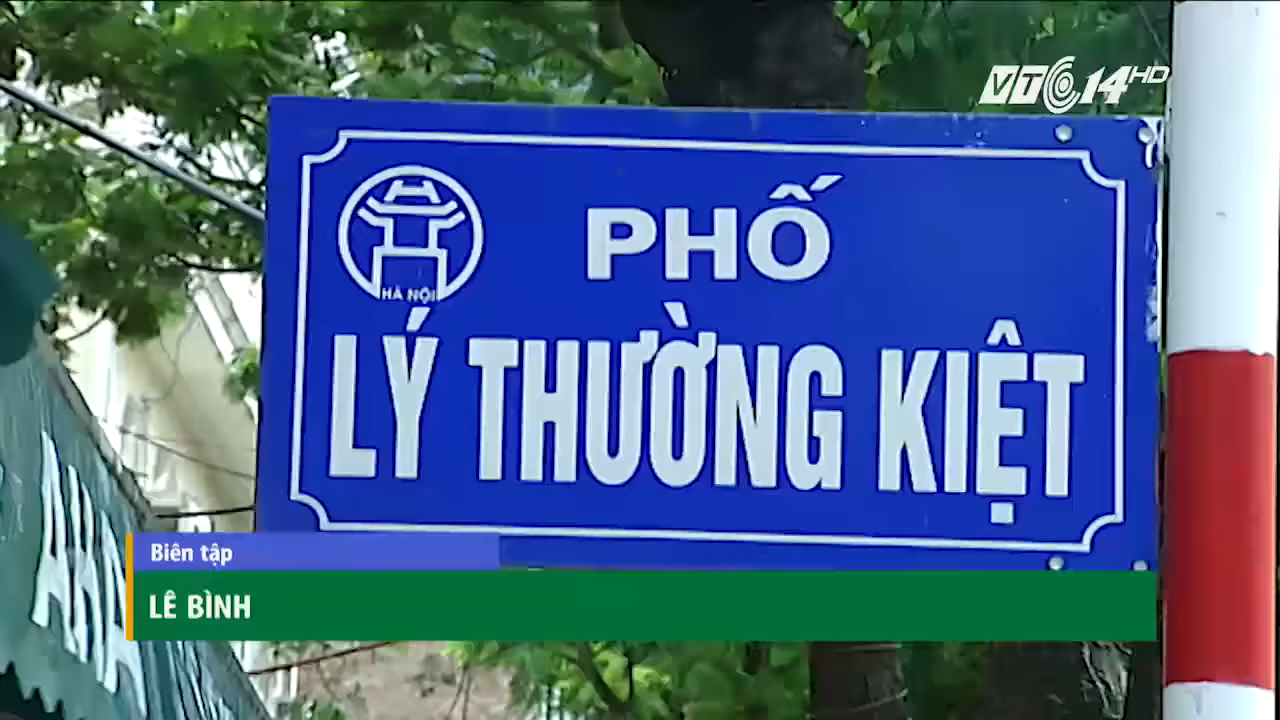 VTC14HD
PHỐ
HÀ NỘI
LÝ THƯỜNG KIỆT
Biên tập
LÊ BÌNH